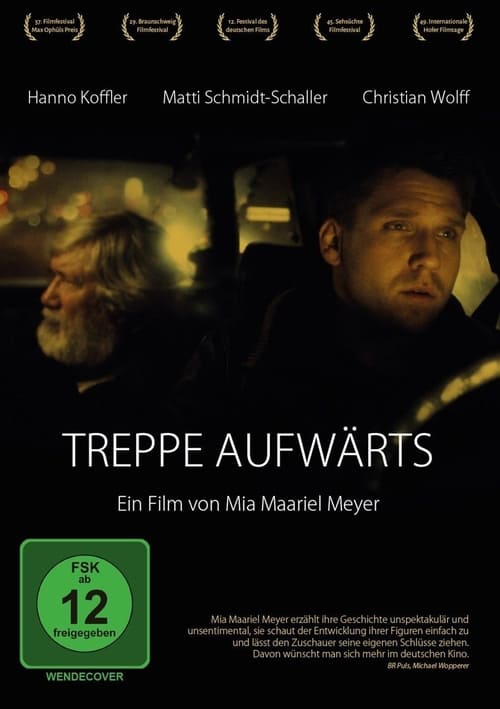 37. Filmfestival
Max Ophüls Preis
29. Braunschweig
Filmfestival
12. Festival des
deutschen Films
45. Sehnsüchte
Filmfestival
49. Internationale
Hofer Filmtage
Hanno Koffler Matti Schmidt-Schaller Christian Wolff
TREPPE AUFWÄRTS
Ein Film von Mia Maariel Meyer
FSK
ab
12
freigegeben
WENDECOVER
Mia Maariel Meyer erzählt ihre Geschichte unspektakulär und
unsentimental, sie schaut der Entwicklung ihrer Figuren einfach zu
und lässt den Zuschauer seine eigenen Schlüsse ziehen.
Davon wünscht man sich mehr im deutschen Kino.
BR Puls, Michael Wopperer